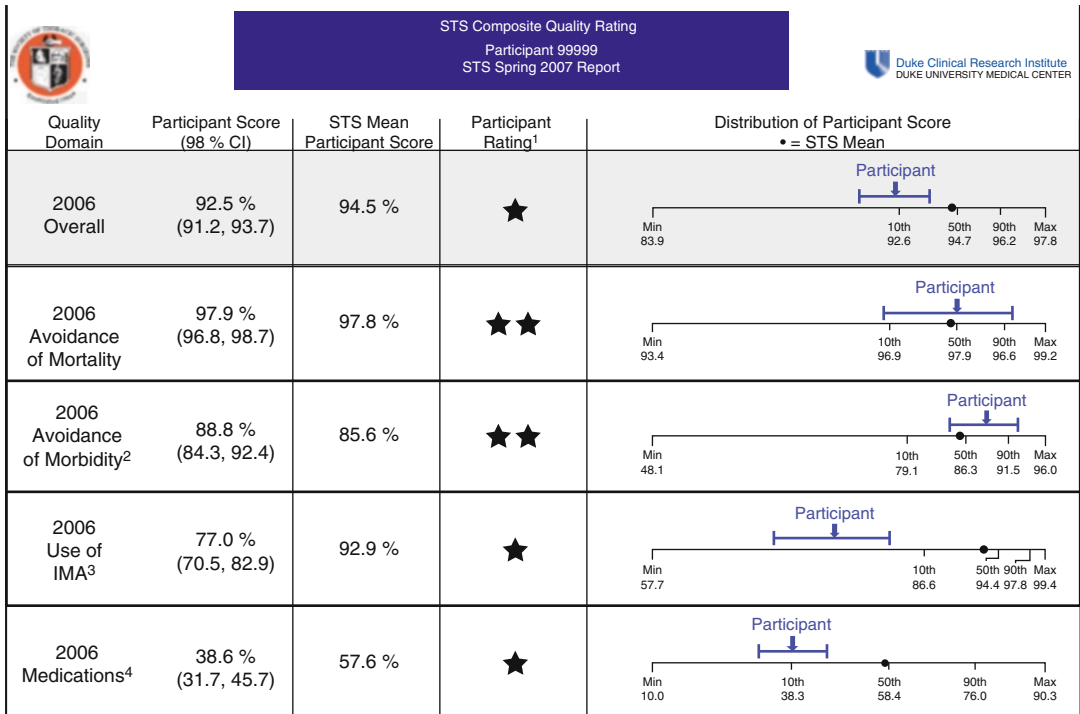 STS Composite Quality Rating
Participant 99999
STS Spring 2007 Report
Duke Clinical Research Institute
DUKE UNIVERSITY MEDICAL CENTER
Quality
Domain
Participant Score
(98 % CI)
STS Mean
Participant Score
Participant
Rating1
Distribution of Participant Score
• = STS Mean
2006
Overall
92.5 %
(91.2, 93.7)
94.5 %
★
Participant
Min 10th 50th 90th Max
83.9 92.6 94.7 96.2 97.8
2006
Avoidance
of Mortality
97.9 %
(96.8, 98.7)
97.8 %
★★
Participant
Min 10th 50th 90th Max
93.4 96.9 97.9 96.6 99.2
2006
Avoidance
of Morbidity2
88.8 %
(84.3, 92.4)
85.6 %
★★
Participant
Min 10th 50th 90th Max
48.1 79.1 86.3 91.5 96.0
2006
Use of
IMA3
77.0 %
(70.5, 82.9)
92.9 %
★
Participant
Min 10th 50th 90th Max
57.7 86.6 94.4 97.8 99.4
2006
Medications4
38.6 %
(31.7, 45.7)
57.6 %
★
Participant
Min 10th 50th 90th Max
10.0 38.3 58.4 76.0 90.3